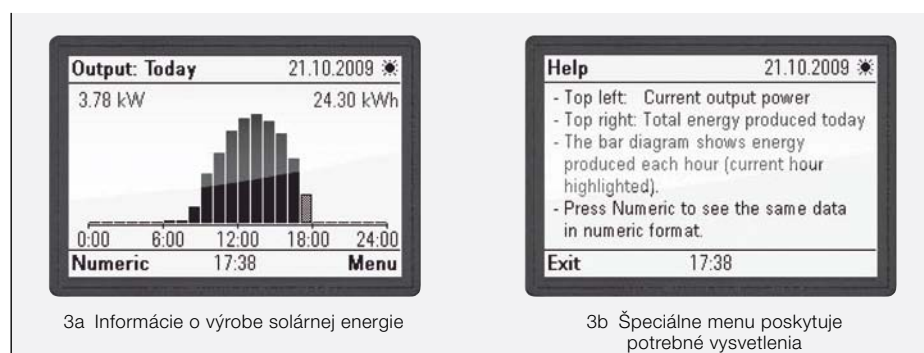 Output: Today 21.10.2009
3.78 kW 24.30 kWh
0:00 6:00 12:00 18:00 24:00
Numeric 17:38 Menu
3a Informácie o výrobe solárnej energie
Help 21.10.2009
- Top left: Current output power
- Top right: Total energy produced today
- The bar diagram shows energy
produced each hour (current hour
highlighted).
- Press Numeric to see the same data
in numeric format.
Exit 17:38
3b Špeciálne menu poskytuje
potrebné vysvetlenia